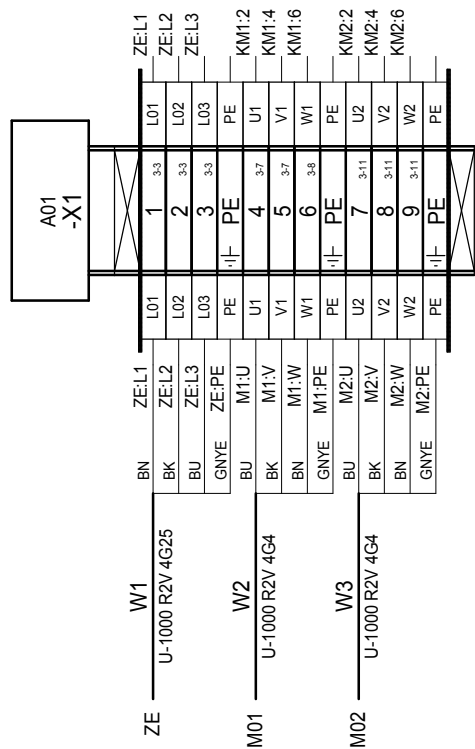 A01
-X1
ZE:L1
ZE:L2
ZE:L3
KM1:2
KM1:4
KM1:6
KM2:2
KM2:4
KM2:6
L01
L02
L03
PE
U1
V1
W1
PE
U2
V2
W2
PE
1 3-3
2 3-3
3 3-3
PE
4 3-7
5 3-7
6 3-8
PE
7 3-11
8 3-11
9 3-11
PE
L01
L02
L03
PE
U1
V1
W1
PE
U2
V2
W2
PE
ZE:L1
ZE:L2
ZE:L3
ZE:PE
M1:U
M1:V
M1:W
M1:PE
M2:U
M2:V
M2:W
M2:PE
BN
BK
BU
GNYE
BU
BK
BN
GNYE
BU
BK
BN
GNYE
W1
U-1000 R2V 4G25
ZE
W2
U-1000 R2V 4G4
M01
W3
U-1000 R2V 4G4
M02